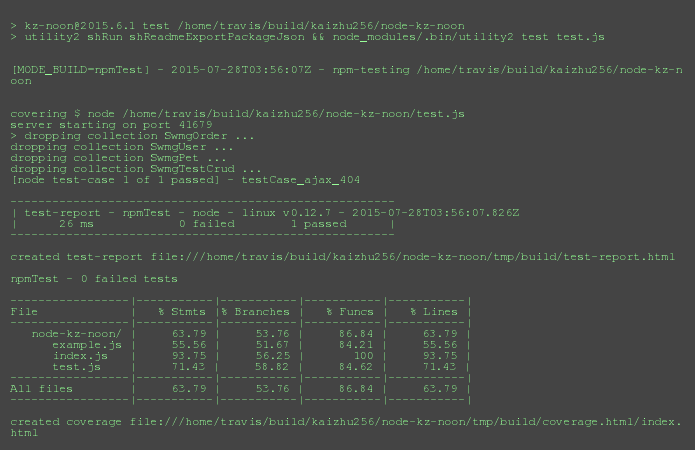 > kz-noon@2015.6.1 test /home/travis/build/kaizhu256/node-kz-noon
> utility2 shRun shReadmeExportPackageJson && node_modules/.bin/utility2 test test.js
[MODE_BUILD=npmTest] - 2015-07-28T03:56:07Z - npm-testing /home/travis/build/kaizhu256/node-kz-n
oon
covering $ node /home/travis/build/kaizhu256/node-kz-noon/test.js
server starting on port 41679
> dropping collection SwmgOrder ...
dropping collection SwmgUser ...
dropping collection SwmgPet ...
dropping collection SwmgTestCrud ...
[node test-case 1 of 1 passed] - testCase_ajax_404
-------------------------------------------------------
| test-report - npmTest - node - linux v0.12.7 - 2015-07-28T03:56:07.826Z
|      26 ms            0 failed        1 passed      |
-------------------------------------------------------
created test-report file:///home/travis/build/kaizhu256/node-kz-noon/tmp/build/test-report.html
npmTest - 0 failed tests
-----------------|-----------|-----------|-----------|-----------|
File             |   % Stmts |% Branches |   % Funcs |   % Lines |
-----------------|-----------|-----------|-----------|-----------|
   node-kz-noon/ |     63.79 |     53.76 |     86.84 |     63.79 |
      example.js |     55.56 |     51.67 |     84.21 |     55.56 |
      index.js   |     93.75 |     56.25 |       100 |     93.75 |
      test.js    |     71.43 |     58.82 |     84.62 |     71.43 |
-----------------|-----------|-----------|-----------|-----------|
All files        |     63.79 |     53.76 |     86.84 |     63.79 |
-----------------|-----------|-----------|-----------|-----------|
created coverage file:///home/travis/build/kaizhu256/node-kz-noon/tmp/build/coverage.html/index.
html